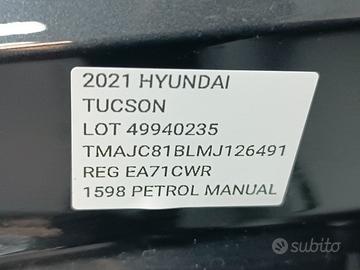 2021 HYUNDAI
TUCSON
LOT 49940235
TMAJC81BLMJ126491
REG EA71CWR
1598 PETROL MANUAL
subito